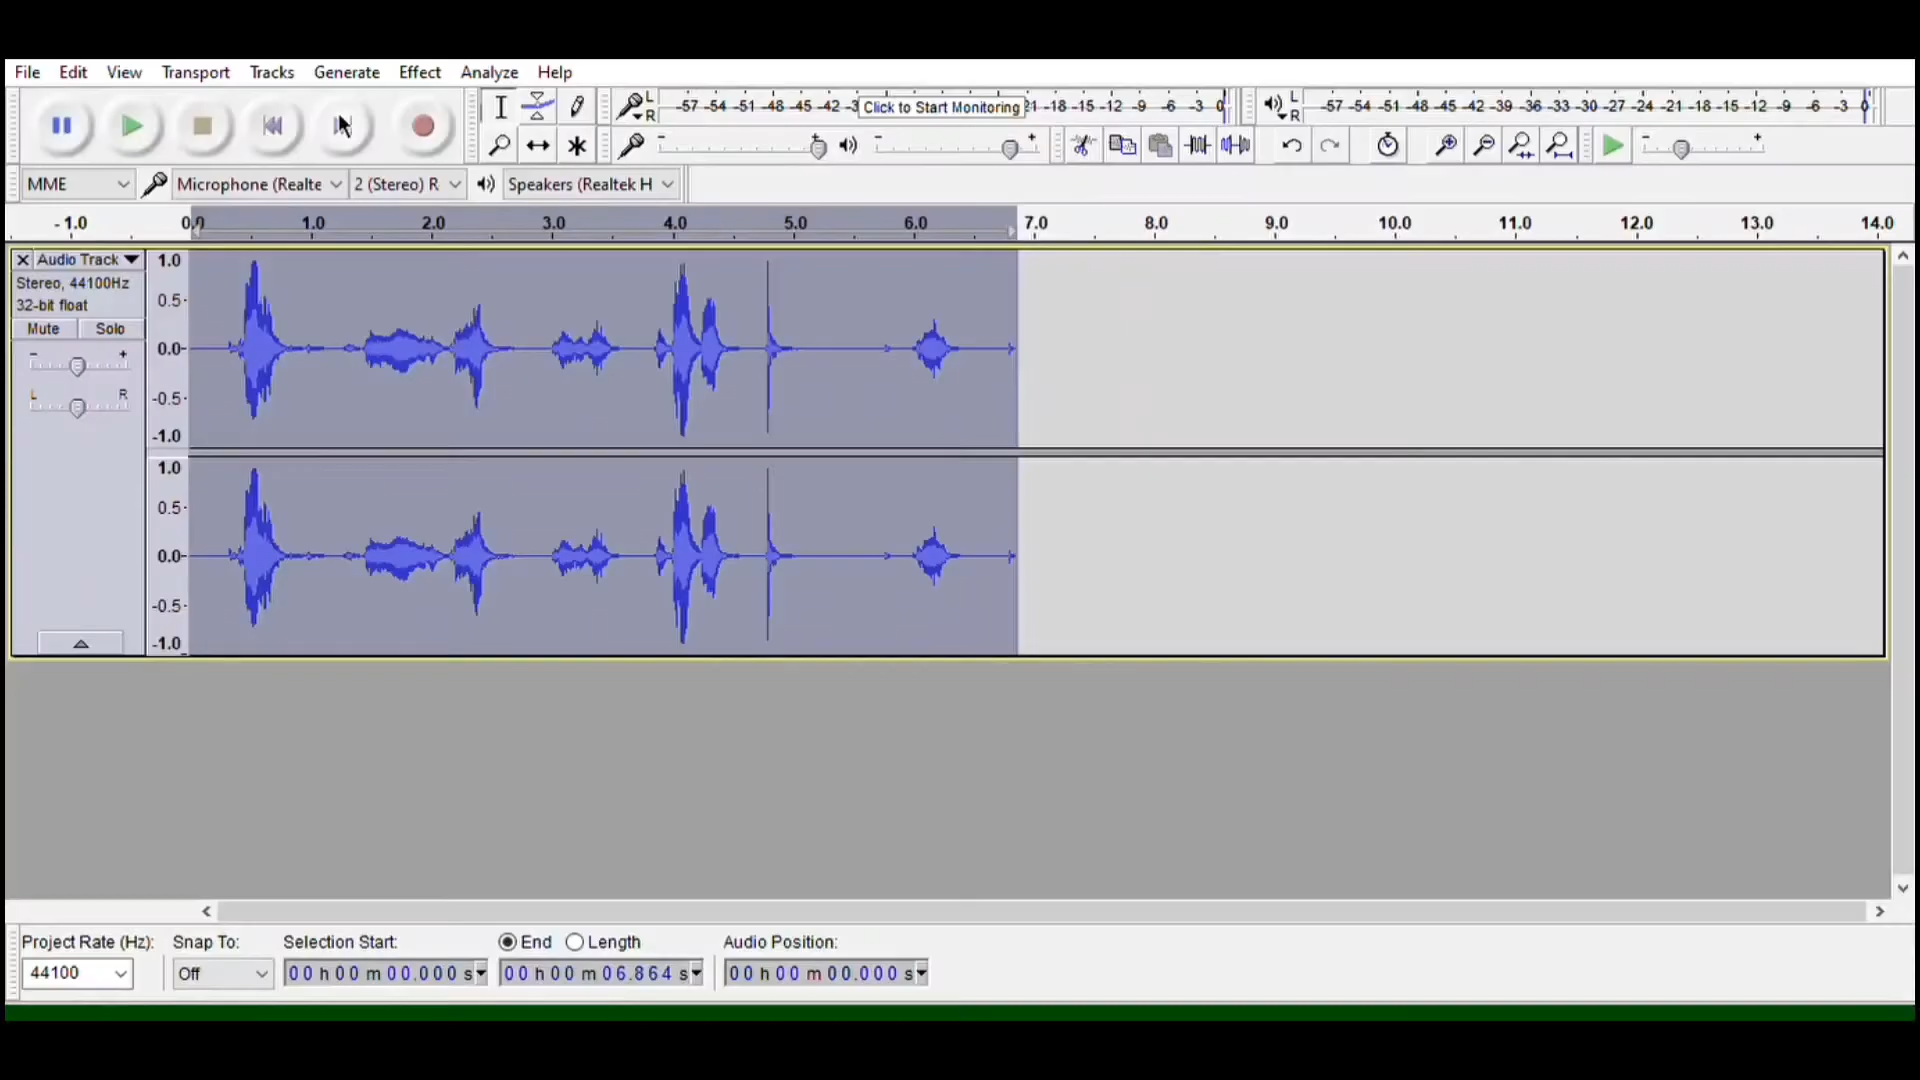 File Edit View Transport Tracks Generate Effect Analyze Help
L -57 -54 -51 -48 -45 -42 -3 Click to Start Monitoring 21 -18 -15 -12 -9 -6 -3 0 L -57 -54 -51 -48 -45 -42 -39 -36 -33 -30 -27 -24 -21 -18 -15 -12 -9 -6 -3 0
R R
MME Microphone (Realte 2 (Stereo) R Speakers (Realtek H
-1.0 0.0 1.0 2.0 3.0 4.0 5.0 6.0 7.0 8.0 9.0 10.0 11.0 12.0 13.0 14.0
X Audio Track 1.0
Stereo, 44100Hz
32-bit float 0.5
Mute Solo
- + 0.0
L R -0.5
-1.0
1.0
0.5
0.0
-0.5
-1.0
Project Rate (Hz): Snap To: Selection Start: End Length Audio Position:
44100 Off 00 h 00 m 00.000 s 00 h 00 m 06.864 s 00 h 00 m 00.000 s